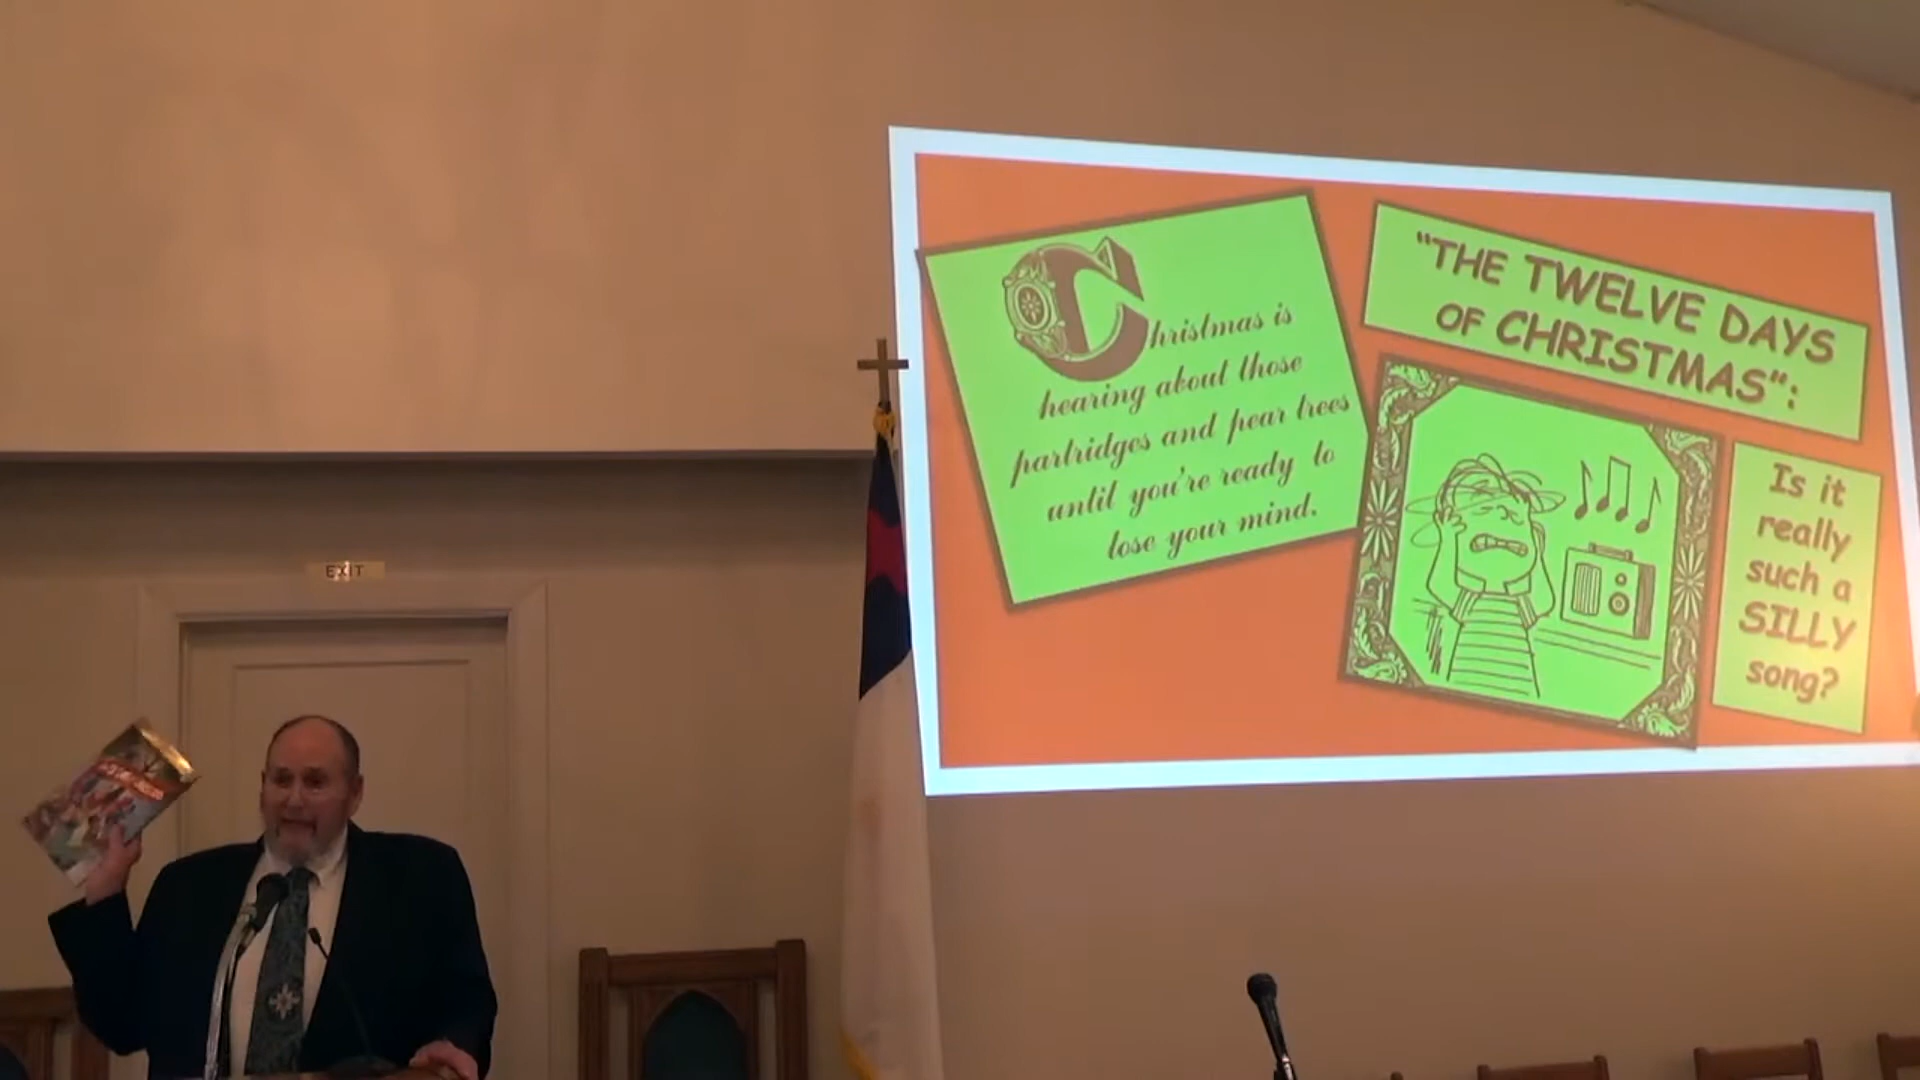 Christmas is
hearing about those
partridges and pear trees
until you're ready to
lose your mind.
"THE TWELVE DAYS
OF CHRISTMAS":
Is it
really
such a
SILLY
song?
EXIT